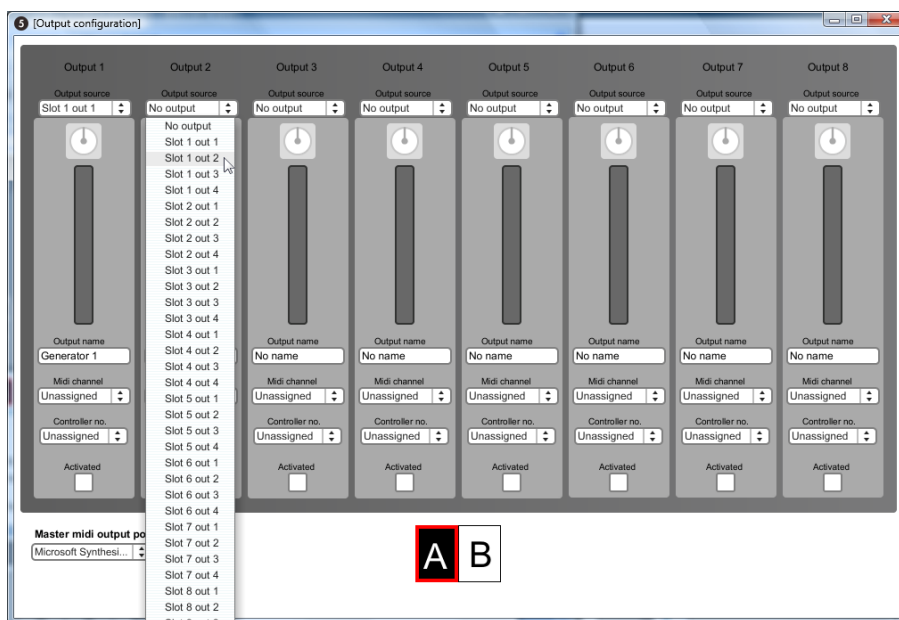 5 [Output configuration]
Output 1 Output 2 Output 3 Output 4 Output 5 Output 6 Output 7 Output 8
Output source Output source Output source Output source Output source Output source Output source Output source
Slot 1 out 1 No output No output No output No output No output No output No output
No output
Slot 1 out 1
Slot 1 out 2
Slot 1 out 3
Slot 1 out 4
Slot 2 out 1
Slot 2 out 2
Slot 2 out 3
Slot 2 out 4
Slot 3 out 1
Slot 3 out 2
Slot 3 out 3
Slot 3 out 4
Slot 4 out 1
Slot 4 out 2
Slot 4 out 3
Slot 4 out 4
Slot 5 out 1
Slot 5 out 2
Slot 5 out 3
Slot 5 out 4
Slot 6 out 1
Slot 6 out 2
Slot 6 out 3
Slot 6 out 4
Slot 7 out 1
Slot 7 out 2
Slot 7 out 3
Slot 7 out 4
Slot 8 out 1
Slot 8 out 2
Output name Output name Output name Output name Output name Output name Output name
Generator 1 No name No name No name No name No name No name
Midi channel Midi channel Midi channel Midi channel Midi channel Midi channel Midi channel
Unassigned Unassigned Unassigned Unassigned Unassigned Unassigned Unassigned
Controller no. Controller no. Controller no. Controller no. Controller no. Controller no. Controller no.
Unassigned Unassigned Unassigned Unassigned Unassigned Unassigned Unassigned
Activated Activated Activated Activated Activated Activated Activated
Master midi output po
Microsoft Synthesi...
A B